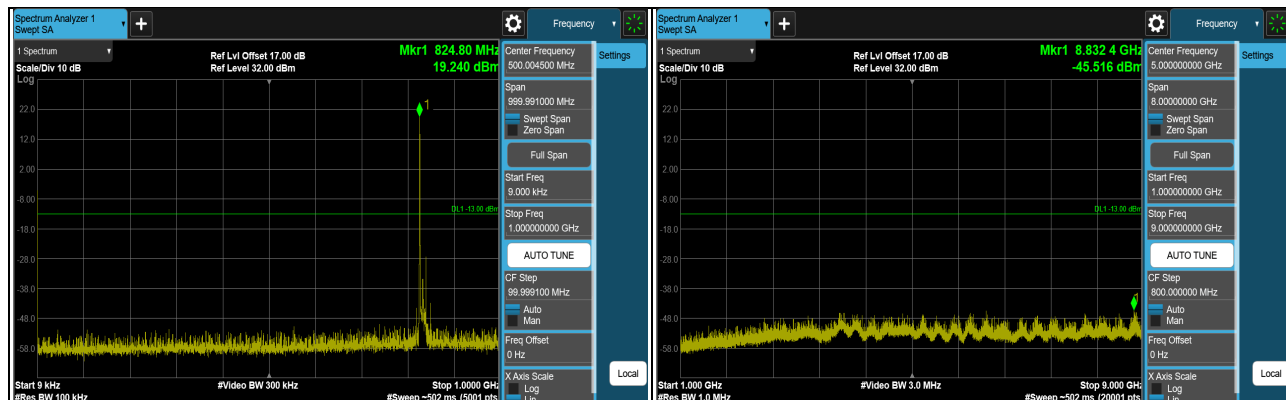 Spectrum Analyzer 1
Swept SA
+
Frequency
1 Spectrum
Scale/Div 10 dB
Log
Ref Lvl Offset 17.00 dB
Ref Level 32.00 dBm
Mkr1 824.80 MHz
19.240 dBm
1
22.0
12.0
2.00
-8.00
DL1 -13.00 dBm
-18.0
-28.0
-38.0
-48.0
-58.0
Start 9 kHz
#Video BW 300 kHz
Stop 1.0000 GHz
#Res BW 100 kHz
#Sweep ~502 ms (5001 pts
Center Frequency
500.004500 MHz
Settings
Span
999.991000 MHz
Swept Span
Zero Span
Full Span
Start Freq
9.000 kHz
Stop Freq
1.000000000 GHz
AUTO TUNE
CF Step
99.999100 MHz
Auto
Man
Freq Offset
0 Hz
X Axis Scale
Log
Lin
Local
Spectrum Analyzer 1
Swept SA
+
Frequency
1 Spectrum
Scale/Div 10 dB
Log
Ref Lvl Offset 17.00 dB
Ref Level 32.00 dBm
Mkr1 8.832 4 GHz
-45.516 dBm
22.0
12.0
2.00
-8.00
DL1 -13.00 dBm
-18.0
-28.0
-38.0
1
-48.0
-58.0
Start 1.000 GHz
#Video BW 3.0 MHz
Stop 9.000 GHz
#Res BW 1.0 MHz
#Sweep ~502 ms (20001 pts
Center Frequency
5.000000000 GHz
Settings
Span
8.00000000 GHz
Swept Span
Zero Span
Full Span
Start Freq
1.000000000 GHz
Stop Freq
9.000000000 GHz
AUTO TUNE
CF Step
800.000000 MHz
Auto
Man
Freq Offset
0 Hz
X Axis Scale
Log
Lin
Local